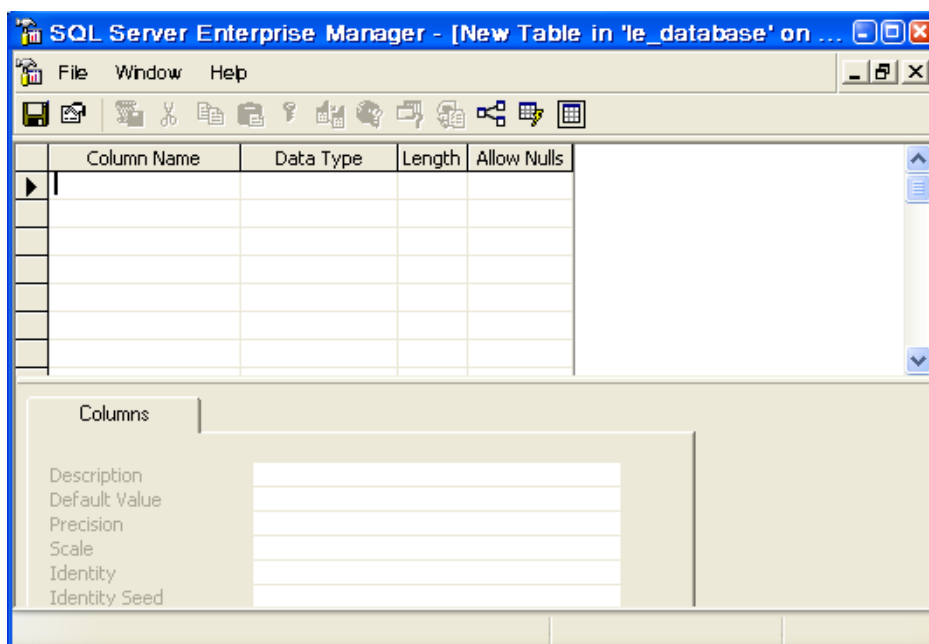 SQL Server Enterprise Manager - [New Table in 'le_database' on ...
File Window Help
Column Name Data Type Length Allow Nulls
Columns
Description
Default Value
Precision
Scale
Identity
Identity Seed